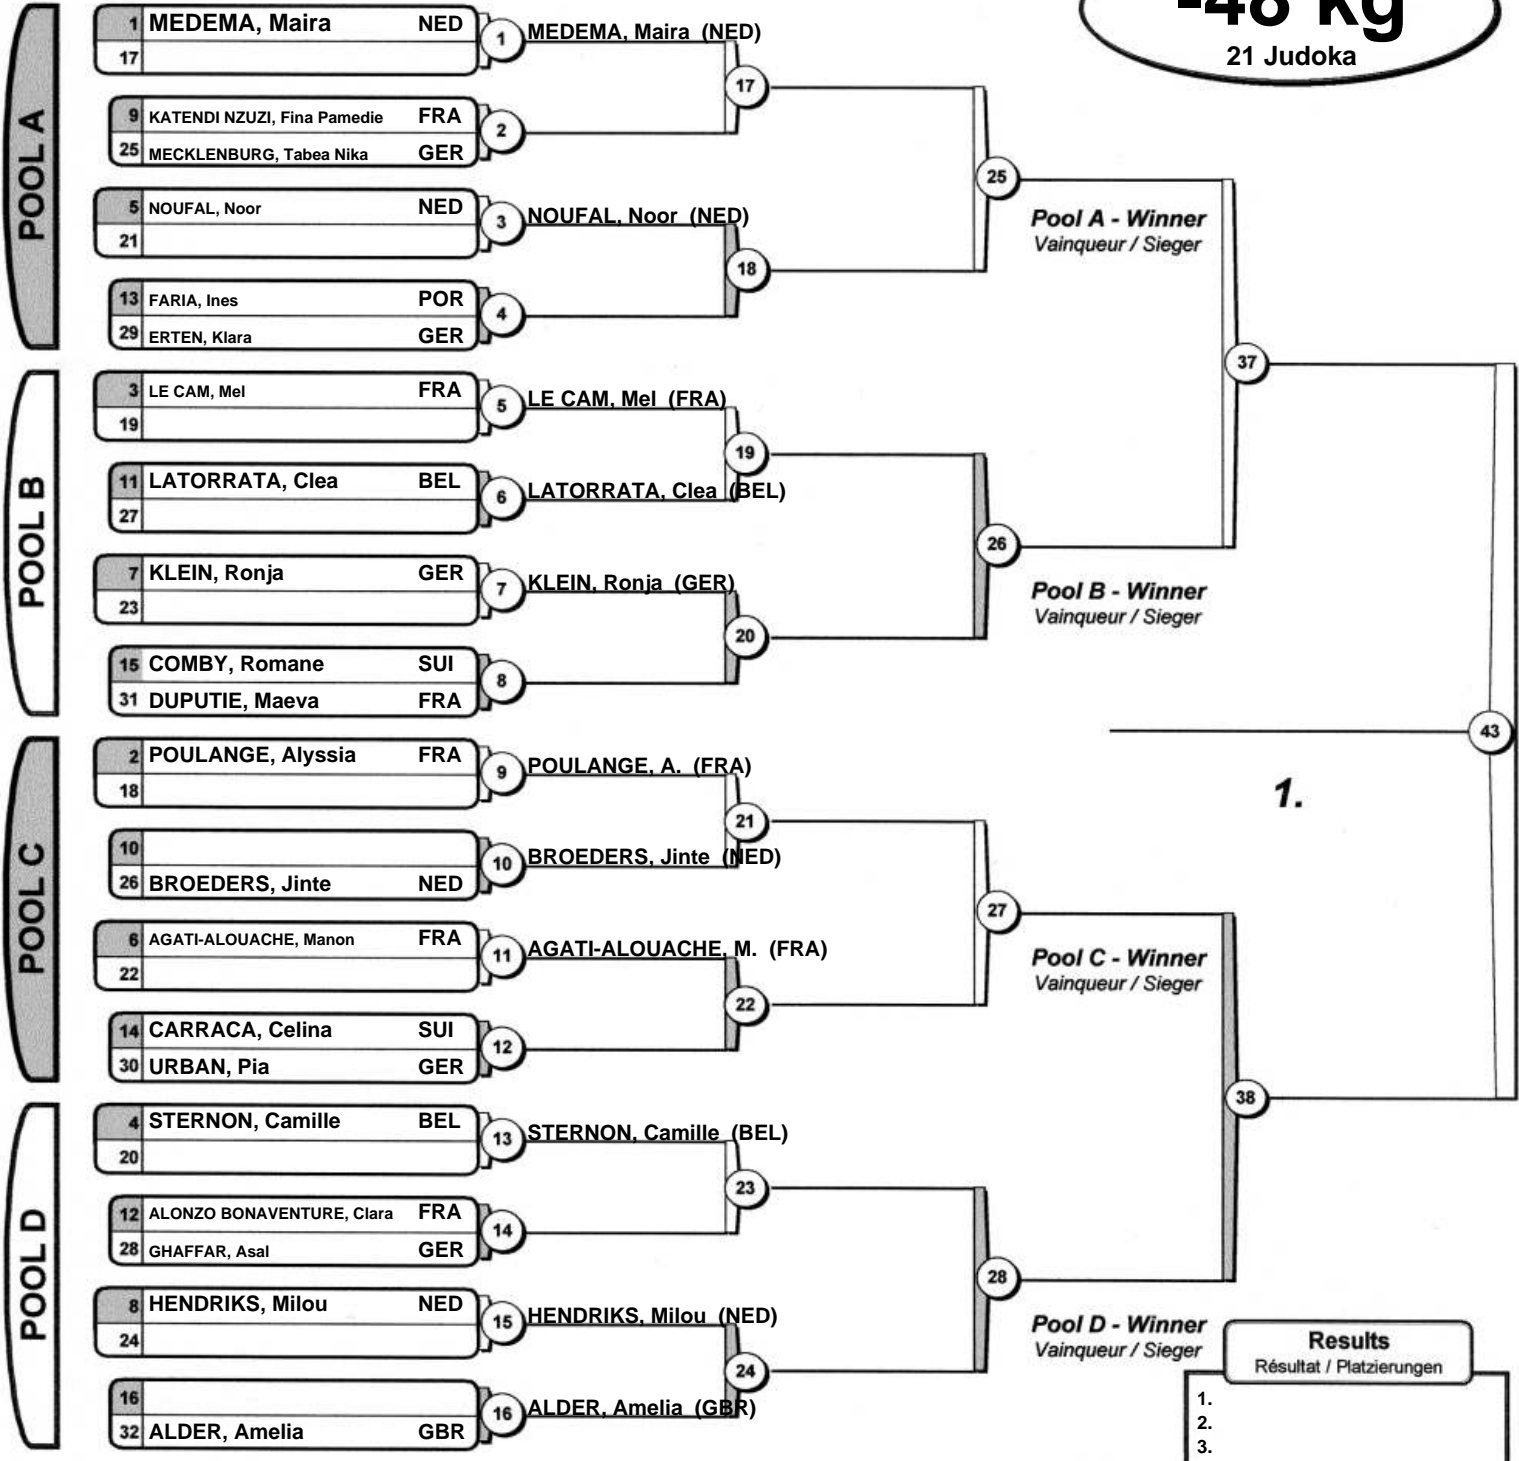 -48 kg
21 Judoka
POOL A
1 MEDEMA, Maira NED
17
1 MEDEMA, Maira (NED)
17
9 KATENDI NZUZI, Fina Pamedie FRA
25 MECKLENBURG, Tabea Nika GER
2
25
5 NOUFAL, Noor NED
21
3 NOUFAL, Noor (NED)
Pool A - Winner
Vainqueur / Sieger
18
13 FARIA, Ines POR
29 ERTEN, Klara GER
4
37
POOL B
3 LE CAM, Mel FRA
19
5 LE CAM, Mel (FRA)
19
11 LATORRATA, Clea BEL
27
6 LATORRATA, Clea (BEL)
26
7 KLEIN, Ronja GER
23
7 KLEIN, Ronja (GER)
Pool B - Winner
Vainqueur / Sieger
20
15 COMBY, Romane SUI
31 DUPUTIE, Maeva FRA
8
43
1.
POOL C
2 POULANGE, Alyssia FRA
18
9 POULANGE, A. (FRA)
21
10
26 BROEDERS, Jinte NED
10 BROEDERS, Jinte (NED)
27
6 AGATI-ALOUACHE, Manon FRA
22
11 AGATI-ALOUACHE, M. (FRA)
Pool C - Winner
Vainqueur / Sieger
22
14 CARRACA, Celina SUI
30 URBAN, Pia GER
12
38
POOL D
4 STERNON, Camille BEL
20
13 STERNON, Camille (BEL)
23
12 ALONZO BONAVENTURE, Clara FRA
28 GHAFFAR, Asal GER
14
28
8 HENDRIKS, Milou NED
24
15 HENDRIKS, Milou (NED)
Pool D - Winner
Vainqueur / Sieger
24
16
32 ALDER, Amelia GBR
16 ALDER, Amelia (GBR)
Results
Résultat / Platzierungen
1.
2.
3.